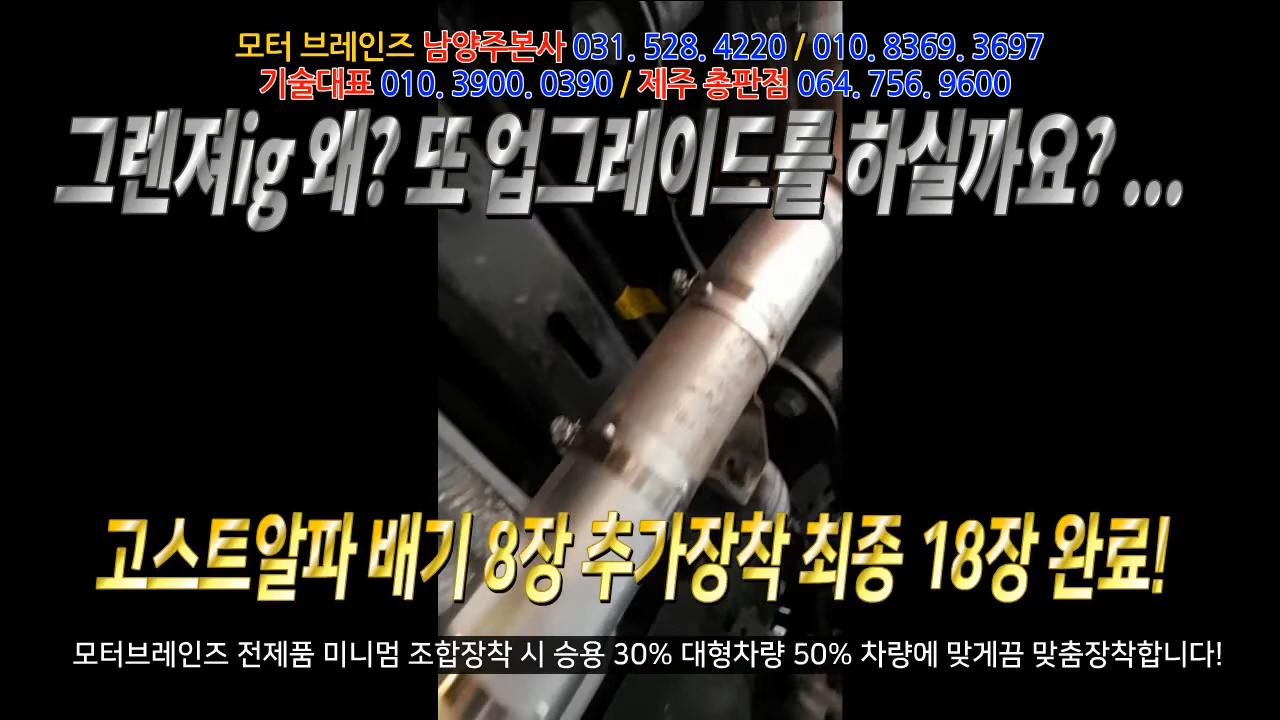 모터 브레인즈 남양주본사 031. 528. 4220 / 010. 8369. 3697
기술대표 010. 3900. 0390 / 제주 총판점 064. 756. 9600
그렌져ig 왜? 또 업그레이드를 하실까요? ...
고스트알파 배기 8장 추가장착 최종 18장 완료!
모터브레인즈 전제품 미니멈 조합장착 시 승용 30% 대형차량 50% 차량에 맞게끔 맞춤장착합니다!